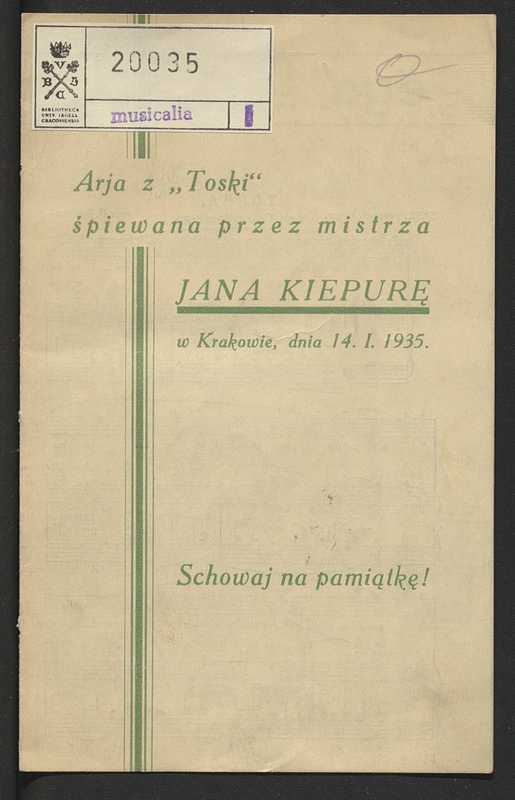 20035
V
B J
C
BIBLIOTHECA
UNIV. IAGELL.
CRACOVIENSIS
musicalia I
Arja z „Toski“
śpiewana przez mistrza
JANA KIEPURĘ
w Krakowie, dnia 14. I. 1935.
Schowaj na pamiątkę!